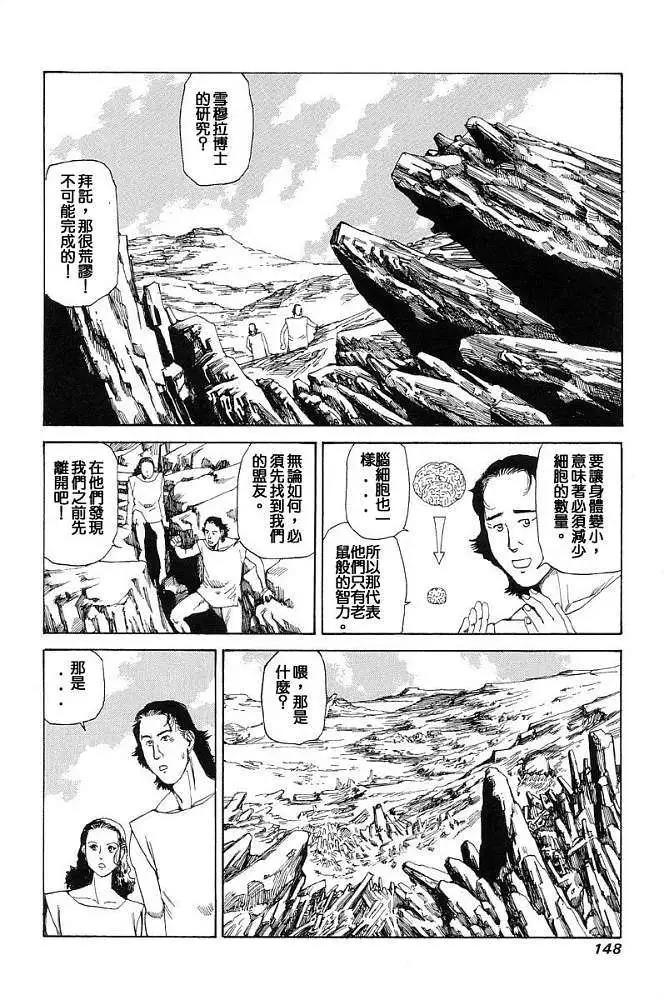 雪穆拉博士
的研究？
拜託，那很荒謬！
不可能完成的！
要讓身體變小，
意味著必須減少
細胞的數量。
腦細胞也一
樣...
所以那代表
他們只有老
鼠般的智力。
無論如何，必
須先找到我們
的盟友。
在他們發現
我們之前先
離開吧！
喂，那是
什麼？
那是
...
148